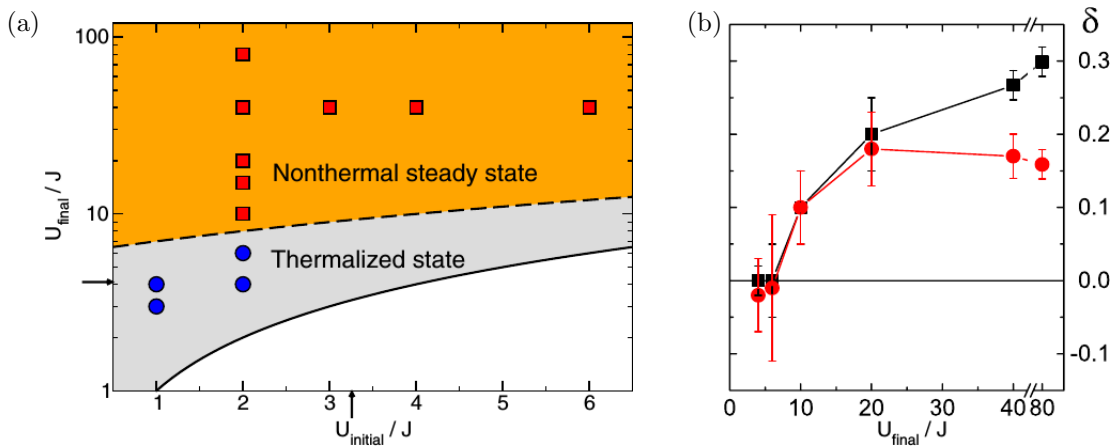 (a)
100
10
1
U_final / J
Nonthermal steady state
Thermalized state
1 2 3 4 5 6
U_initial / J
(b)
δ
0.3
0.2
0.1
0.0
-0.1
0 10 20 30 40 80
U_final / J